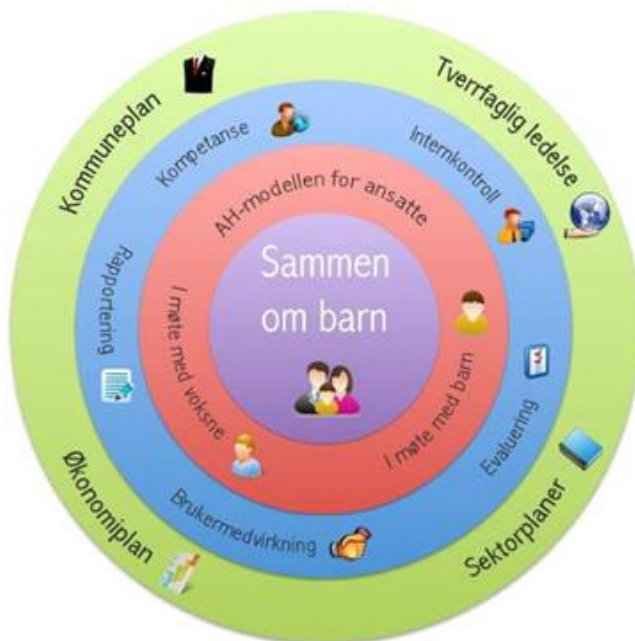 Sammen
om barn
AH-modellen for ansatte
I møte med barn
I møte med voksne
Kompetanse
Internkontroll
Evaluering
Brukermedvirkning
Rapportering
Kommuneplan
Tverrfaglig ledelse
Sektorplaner
Økonomiplan